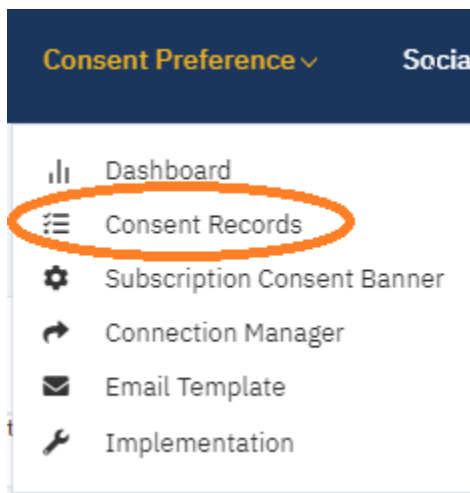 Consent Preference Socia
Dashboard
Consent Records
Subscription Consent Banner
Connection Manager
Email Template
t Implementation